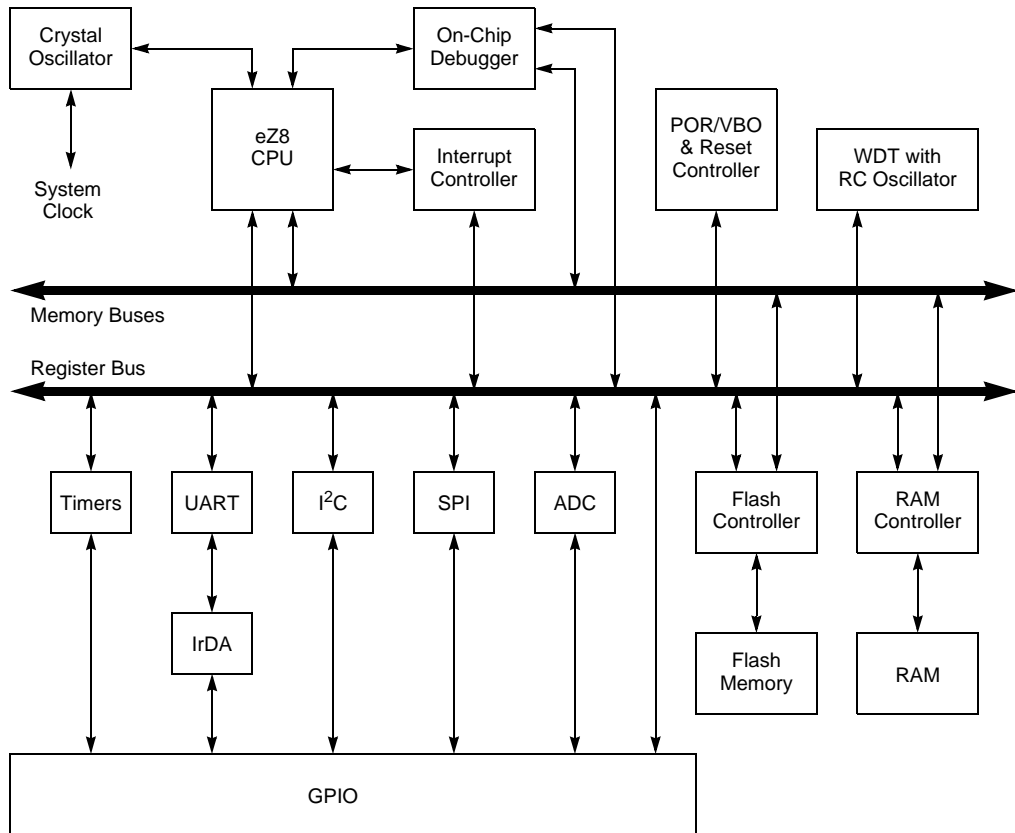 Crystal
Oscillator
On-Chip
Debugger
eZ8
CPU
Interrupt
Controller
POR/VBO
& Reset
Controller
WDT with
RC Oscillator
System
Clock
Memory Buses
Register Bus
Timers
UART
I²C
SPI
ADC
Flash
Controller
RAM
Controller
IrDA
Flash
Memory
RAM
GPIO